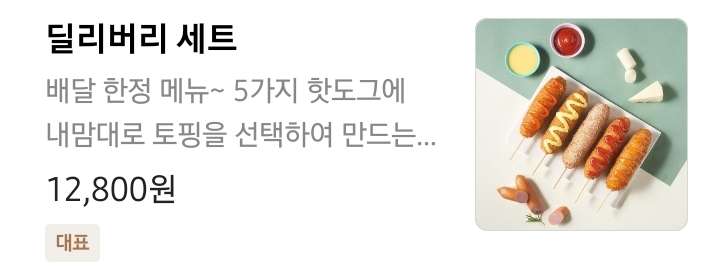 딜리버리 세트
배달 한정 메뉴~ 5가지 핫도그에
내맘대로 토핑을 선택하여 만드는...
12,800원
대표